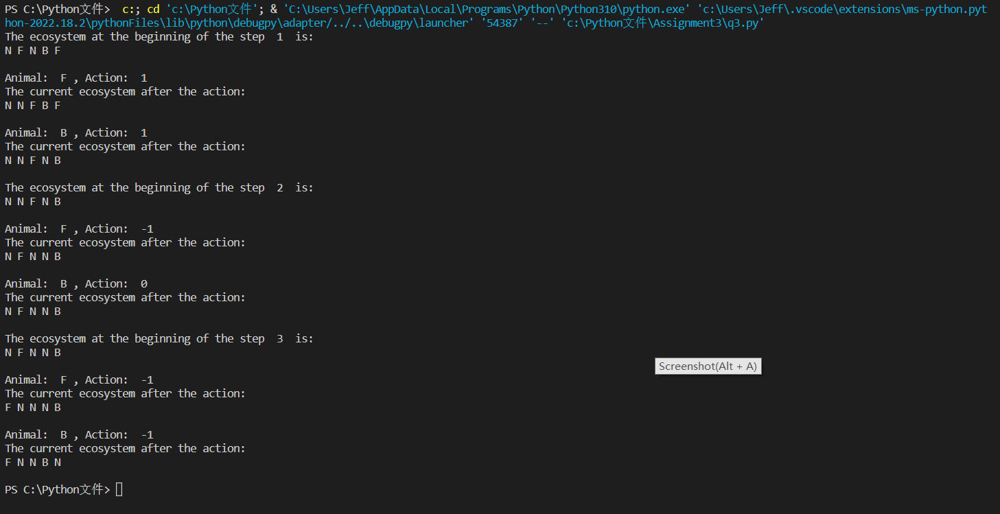 PS C:\Python文件>  c:; cd 'c:\Python文件'; & 'C:\Users\Jeff\AppData\Local\Programs\Python\Python310\python.exe' 'c:\Users\Jeff\.vscode\extensions\ms-python.pyt
hon-2022.18.2\pythonFiles\lib\python\debugpy\adapter/../..\debugpy\launcher' '54387' '--' 'c:\Python文件\Assignment3\q3.py'
The ecosystem at the beginning of the step  1  is:
N F N B F
Animal:  F , Action:  1
The current ecosystem after the action:
N N F B F
Animal:  B , Action:  1
The current ecosystem after the action:
N N F N B
The ecosystem at the beginning of the step  2  is:
N N F N B
Animal:  F , Action:  -1
The current ecosystem after the action:
N F N N B
Animal:  B , Action:  0
The current ecosystem after the action:
N F N N B
The ecosystem at the beginning of the step  3  is:
N F N N B
Screenshot(Alt + A)
Animal:  F , Action:  -1
The current ecosystem after the action:
F N N N B
Animal:  B , Action:  -1
The current ecosystem after the action:
F N N B N
PS C:\Python文件>